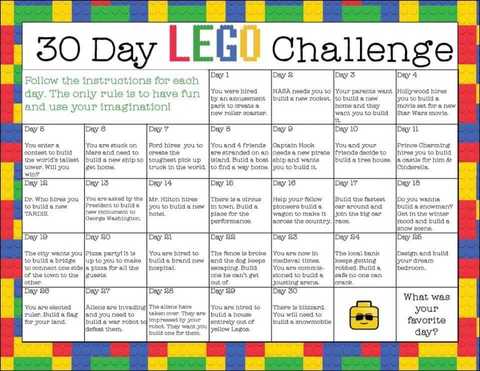 30 Day LEGO Challenge
Follow the instructions for each
day. The only rule is to have fun
and use your imagination!
Day 1
You were hired
by an amusement
park to create a
new roller coaster.
Day 2
NASA needs you to
build a new rocket.
Day 3
Your parents want
to build a new
home and they
want you to build
it.
Day 4
Hollywood hires
you to build a
movie set for a new
Star Wars movie.
Day 5
You enter a
contest to build
the world's tallest
tower. Will you
win?
Day 6
You are stuck on
Mars and need to
build a new ship to
get home.
Day 7
Ford hires you to
create the
toughest pick up
truck in the world.
Day 8
You and 4 friends
are stranded on an
island. Build a boat
to find a way home.
Day 9
Captain Hook
needs a new pirate
ship and wants
you to build it.
Day 10
You and your
friends decide to
build a tree house.
Day 11
Prince Charming
hires you to build
a castle for him &
Cinderella.
Day 12
Dr. Who hires you
to build a new
TARDIS.
Day 13
You are asked by the
President to build a
new monument to
George Washington.
Day 14
Mr. Hilton hires you
to build a new
hotel.
Day 15
There is a circus
in town. Build a
place for the
performance.
Day 16
Help your fellow
pioneers build a
wagon to make it
across the country.
Day 17
Build the fastest
car around and
join the big car
race.
Day 18
Do you wanna
build a snowman?
Get in the winter
mood and build a
snow scene.
Day 19
The city wants you
to build a bridge
to connect one side
of the town to the
other.
Day 20
Pizza party! It is
up to you to make
a pizza for all the
guests.
Day 21
You are hired to
build a brand new
hospital.
Day 22
The fence is broke
and the dog keeps
escaping. Build
one he can't get
out of.
Day 23
You are now in
medieval times.
You are commis-
sioned to build a
jousting arena.
Day 24
The local bank
keeps getting
robbed. Build a
safe no one can
crack.
Day 25
Design and build
your dream
bedroom.
Day 26
You are elected
ruler. Build a flag
for your land.
Day 27
Aliens are invading
and you need to
build a war robot to
defeat them.
Day 28
The aliens have
taken over. They are
impressed by your
robot. They want you
build one for them.
Day 29
You are hired to
build a house
entirely out of
yellow Legos.
Day 30
There is blizzard.
You will need to
build a snowmobile
What was
your
favorite
day?